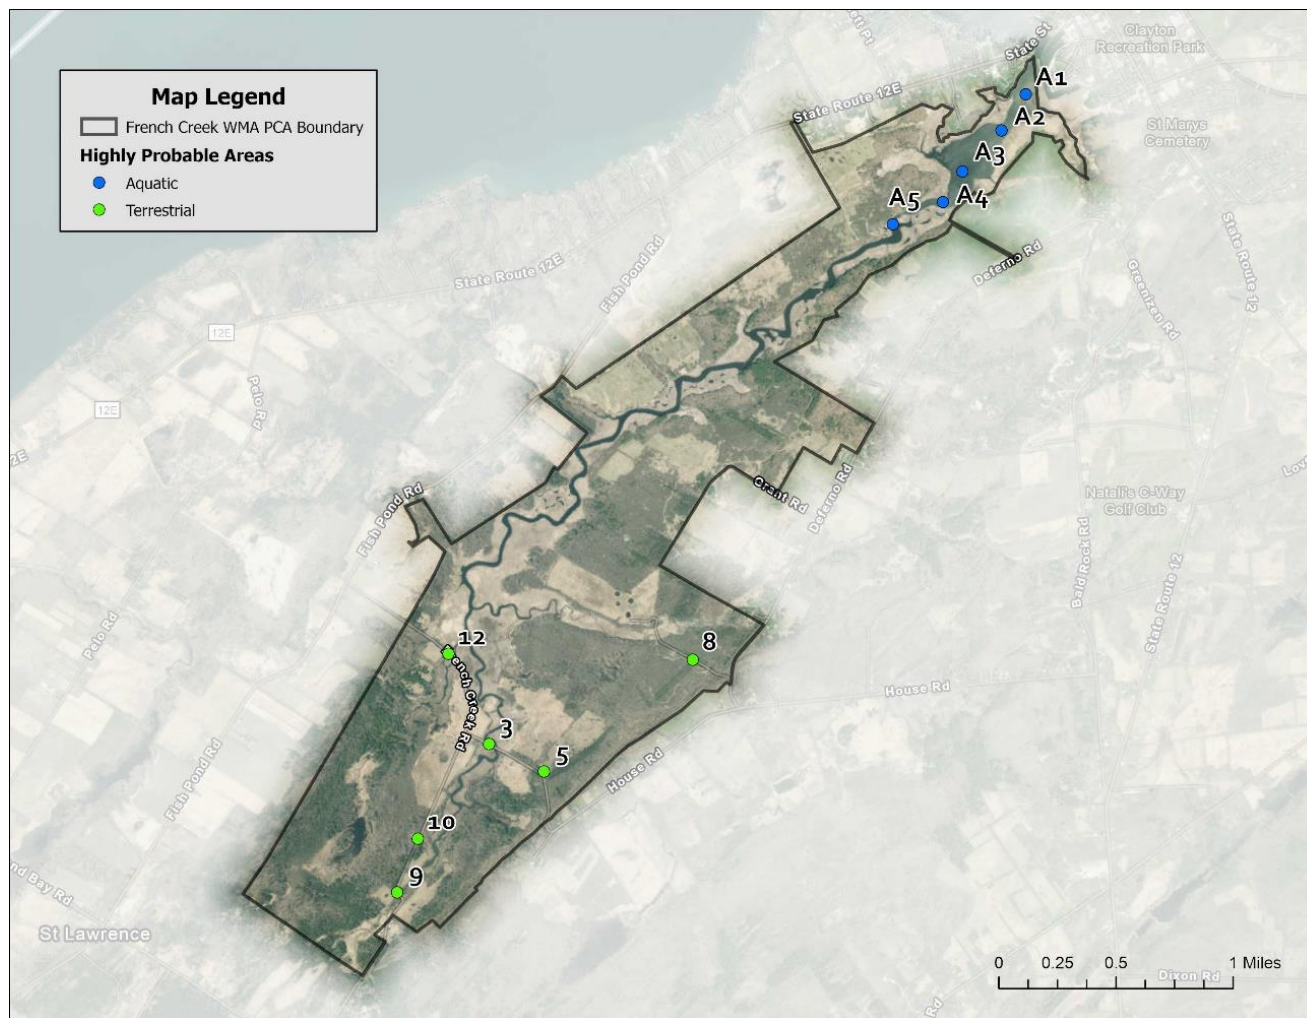 Map Legend
French Creek WMA PCA Boundary
Highly Probable Areas
Aquatic
Terrestrial
State St
Clayton
Recreation Park
State Route 12E
A1
A2
St Marys
Cemetery
A3
A5
A4
Deferno Rd
State Route 12
Greenizen Rd
Fish Pond Rd
State Route 12E
12E
Pelo Rd
12E
Crant Rd
Deferno Rd
Natali's C-Way
Golf Club
Fish Pond Rd
Bald Rock Rd
State Route 12
Pelo Rd
12
8
French Creek Rd
House Rd
3
5
House Rd
Fish Pond Rd
10
9
St Lawrence
0 0.25 0.5 1 Miles
Dixon Rd
Rd